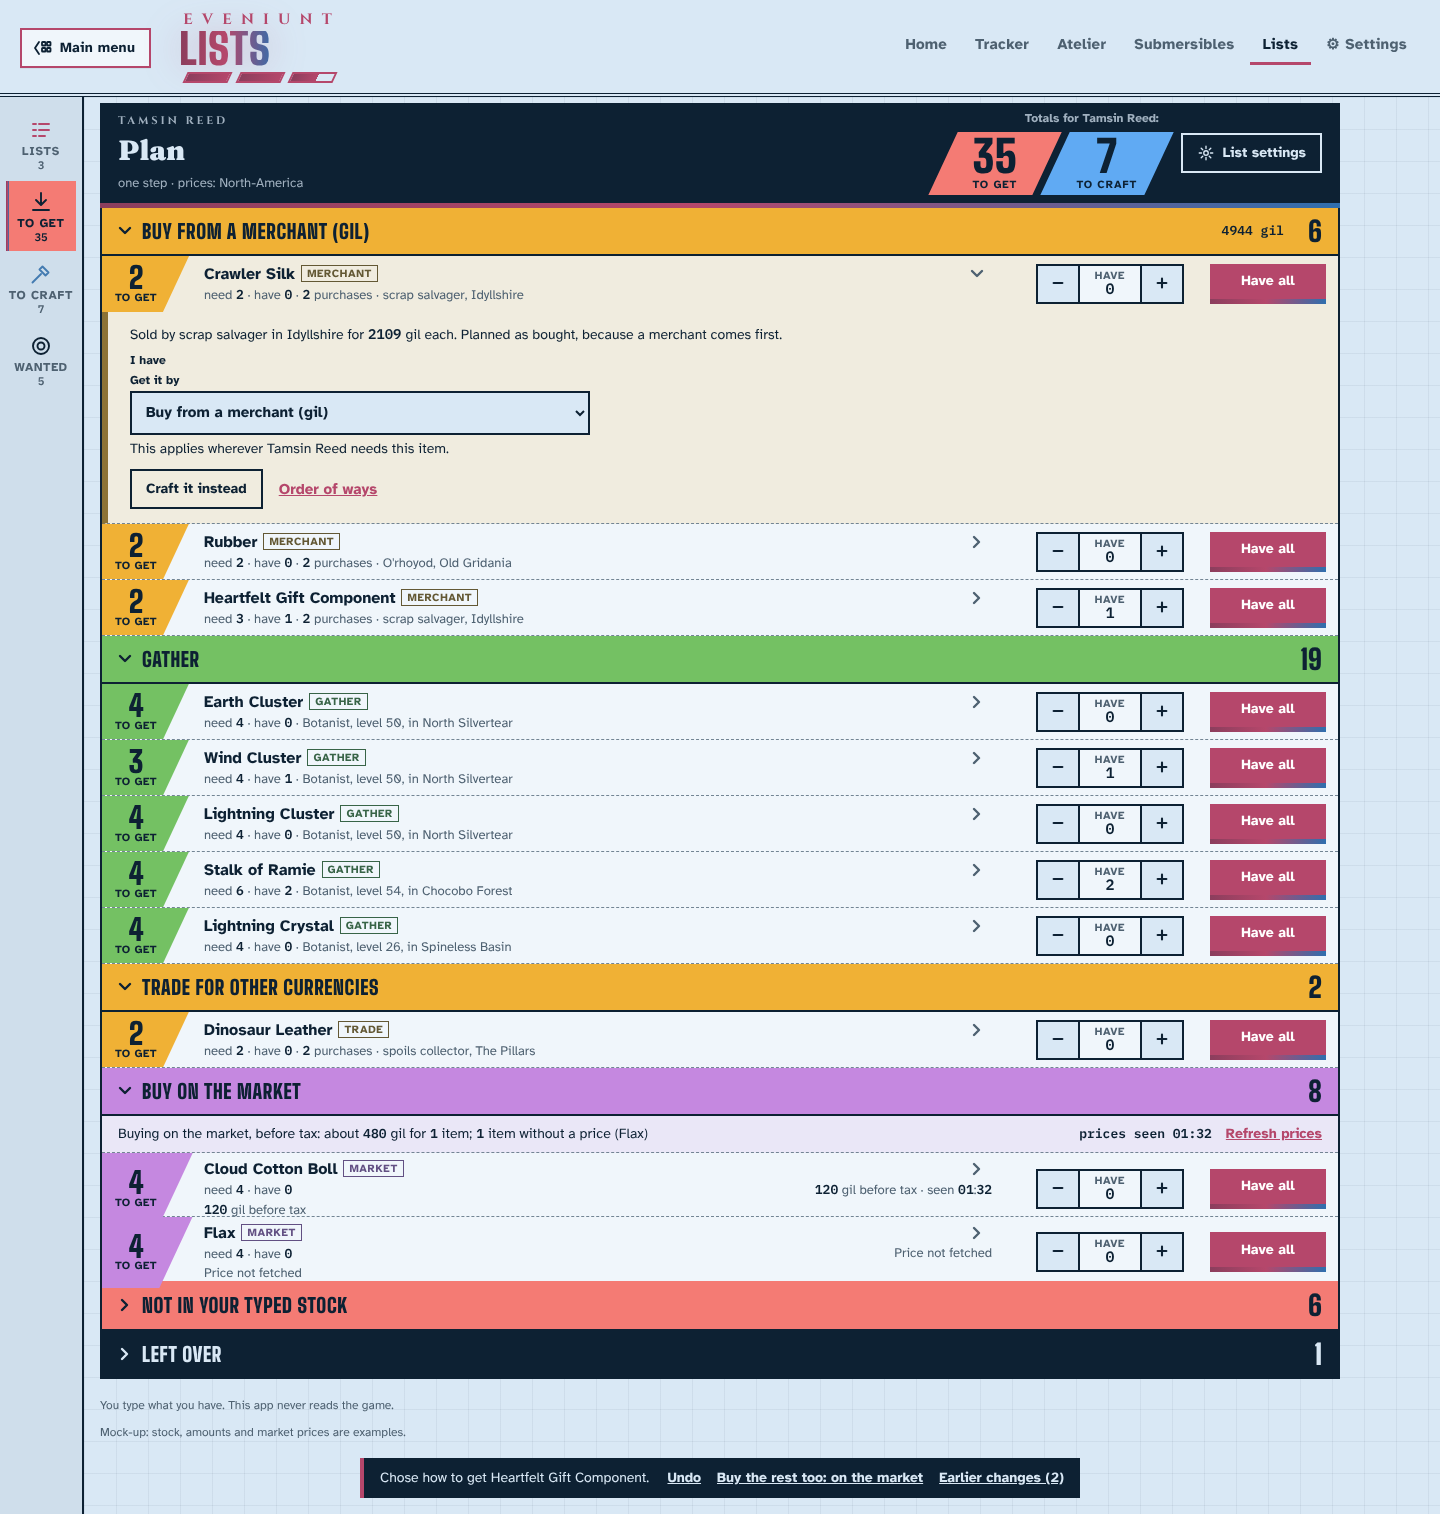 Main menu
EVENIUNT
LISTS
Home
Tracker
Atelier
Submersibles
Lists
Settings
LISTS
3
TO GET
35
TO CRAFT
7
WANTED
5
TAMSIN REED
Plan
one step · prices: North-America
Totals for Tamsin Reed:
35
TO GET
7
TO CRAFT
List settings
BUY FROM A MERCHANT (GIL)
4944 gil
6
2
TO GET
Crawler Silk MERCHANT
need 2 · have 0 · 2 purchases · scrap salvager, Idyllshire
−
HAVE
0
+
Have all
Sold by scrap salvager in Idyllshire for 2109 gil each. Planned as bought, because a merchant comes first.
I have
Get it by
Buy from a merchant (gil)
This applies wherever Tamsin Reed needs this item.
Craft it instead
Order of ways
2
TO GET
Rubber MERCHANT
need 2 · have 0 · 2 purchases · O'rhoyod, Old Gridania
−
HAVE
0
+
Have all
2
TO GET
Heartfelt Gift Component MERCHANT
need 3 · have 1 · 2 purchases · scrap salvager, Idyllshire
−
HAVE
1
+
Have all
GATHER
19
4
TO GET
Earth Cluster GATHER
need 4 · have 0 · Botanist, level 50, in North Silvertear
−
HAVE
0
+
Have all
3
TO GET
Wind Cluster GATHER
need 4 · have 1 · Botanist, level 50, in North Silvertear
−
HAVE
1
+
Have all
4
TO GET
Lightning Cluster GATHER
need 4 · have 0 · Botanist, level 50, in North Silvertear
−
HAVE
0
+
Have all
4
TO GET
Stalk of Ramie GATHER
need 6 · have 2 · Botanist, level 54, in Chocobo Forest
−
HAVE
2
+
Have all
4
TO GET
Lightning Crystal GATHER
need 4 · have 0 · Botanist, level 26, in Spineless Basin
−
HAVE
0
+
Have all
TRADE FOR OTHER CURRENCIES
2
2
TO GET
Dinosaur Leather TRADE
need 2 · have 0 · 2 purchases · spoils collector, The Pillars
−
HAVE
0
+
Have all
BUY ON THE MARKET
8
Buying on the market, before tax: about 480 gil for 1 item; 1 item without a price (Flax)
prices seen 01:32
Refresh prices
4
TO GET
Cloud Cotton Boll MARKET
need 4 · have 0
120 gil before tax
120 gil before tax · seen 01:32
−
HAVE
0
+
Have all
4
TO GET
Flax MARKET
need 4 · have 0
Price not fetched
Price not fetched
−
HAVE
0
+
Have all
NOT IN YOUR TYPED STOCK
6
LEFT OVER
1
You type what you have. This app never reads the game.
Mock-up: stock, amounts and market prices are examples.
Chose how to get Heartfelt Gift Component.
Undo
Buy the rest too: on the market
Earlier changes (2)